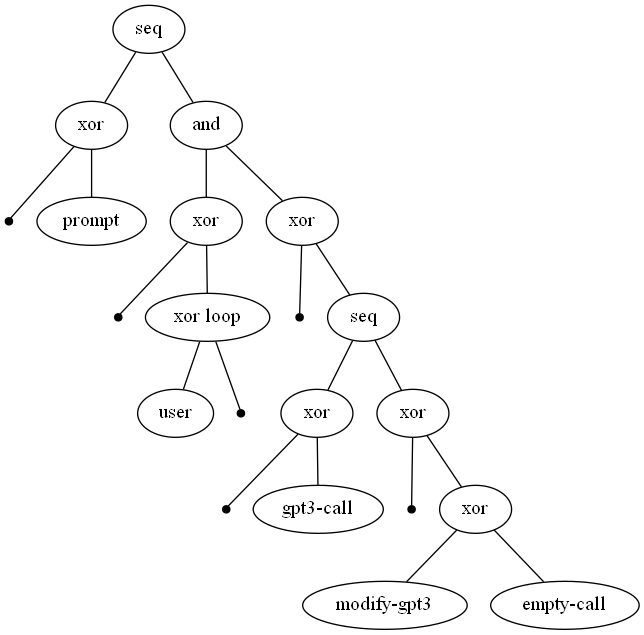 seq
xor
and
prompt
xor
xor
xor loop
seq
user
xor
xor
gpt3-call
xor
modify-gpt3
empty-call